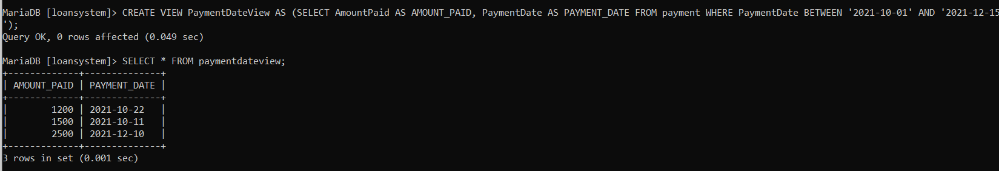 MariaDB [loansystem]> CREATE VIEW PaymentDateView AS (SELECT AmountPaid AS AMOUNT_PAID, PaymentDate AS PAYMENT_DATE FROM payment WHERE PaymentDate BETWEEN '2021-10-01' AND '2021-12-15
');
Query OK, 0 rows affected (0.049 sec)
MariaDB [loansystem]> SELECT * FROM paymentdateview;
+-------------+--------------+
| AMOUNT_PAID | PAYMENT_DATE |
+-------------+--------------+
|        1200 | 2021-10-22   |
|        1500 | 2021-10-11   |
|        2500 | 2021-12-10   |
+-------------+--------------+
3 rows in set (0.001 sec)